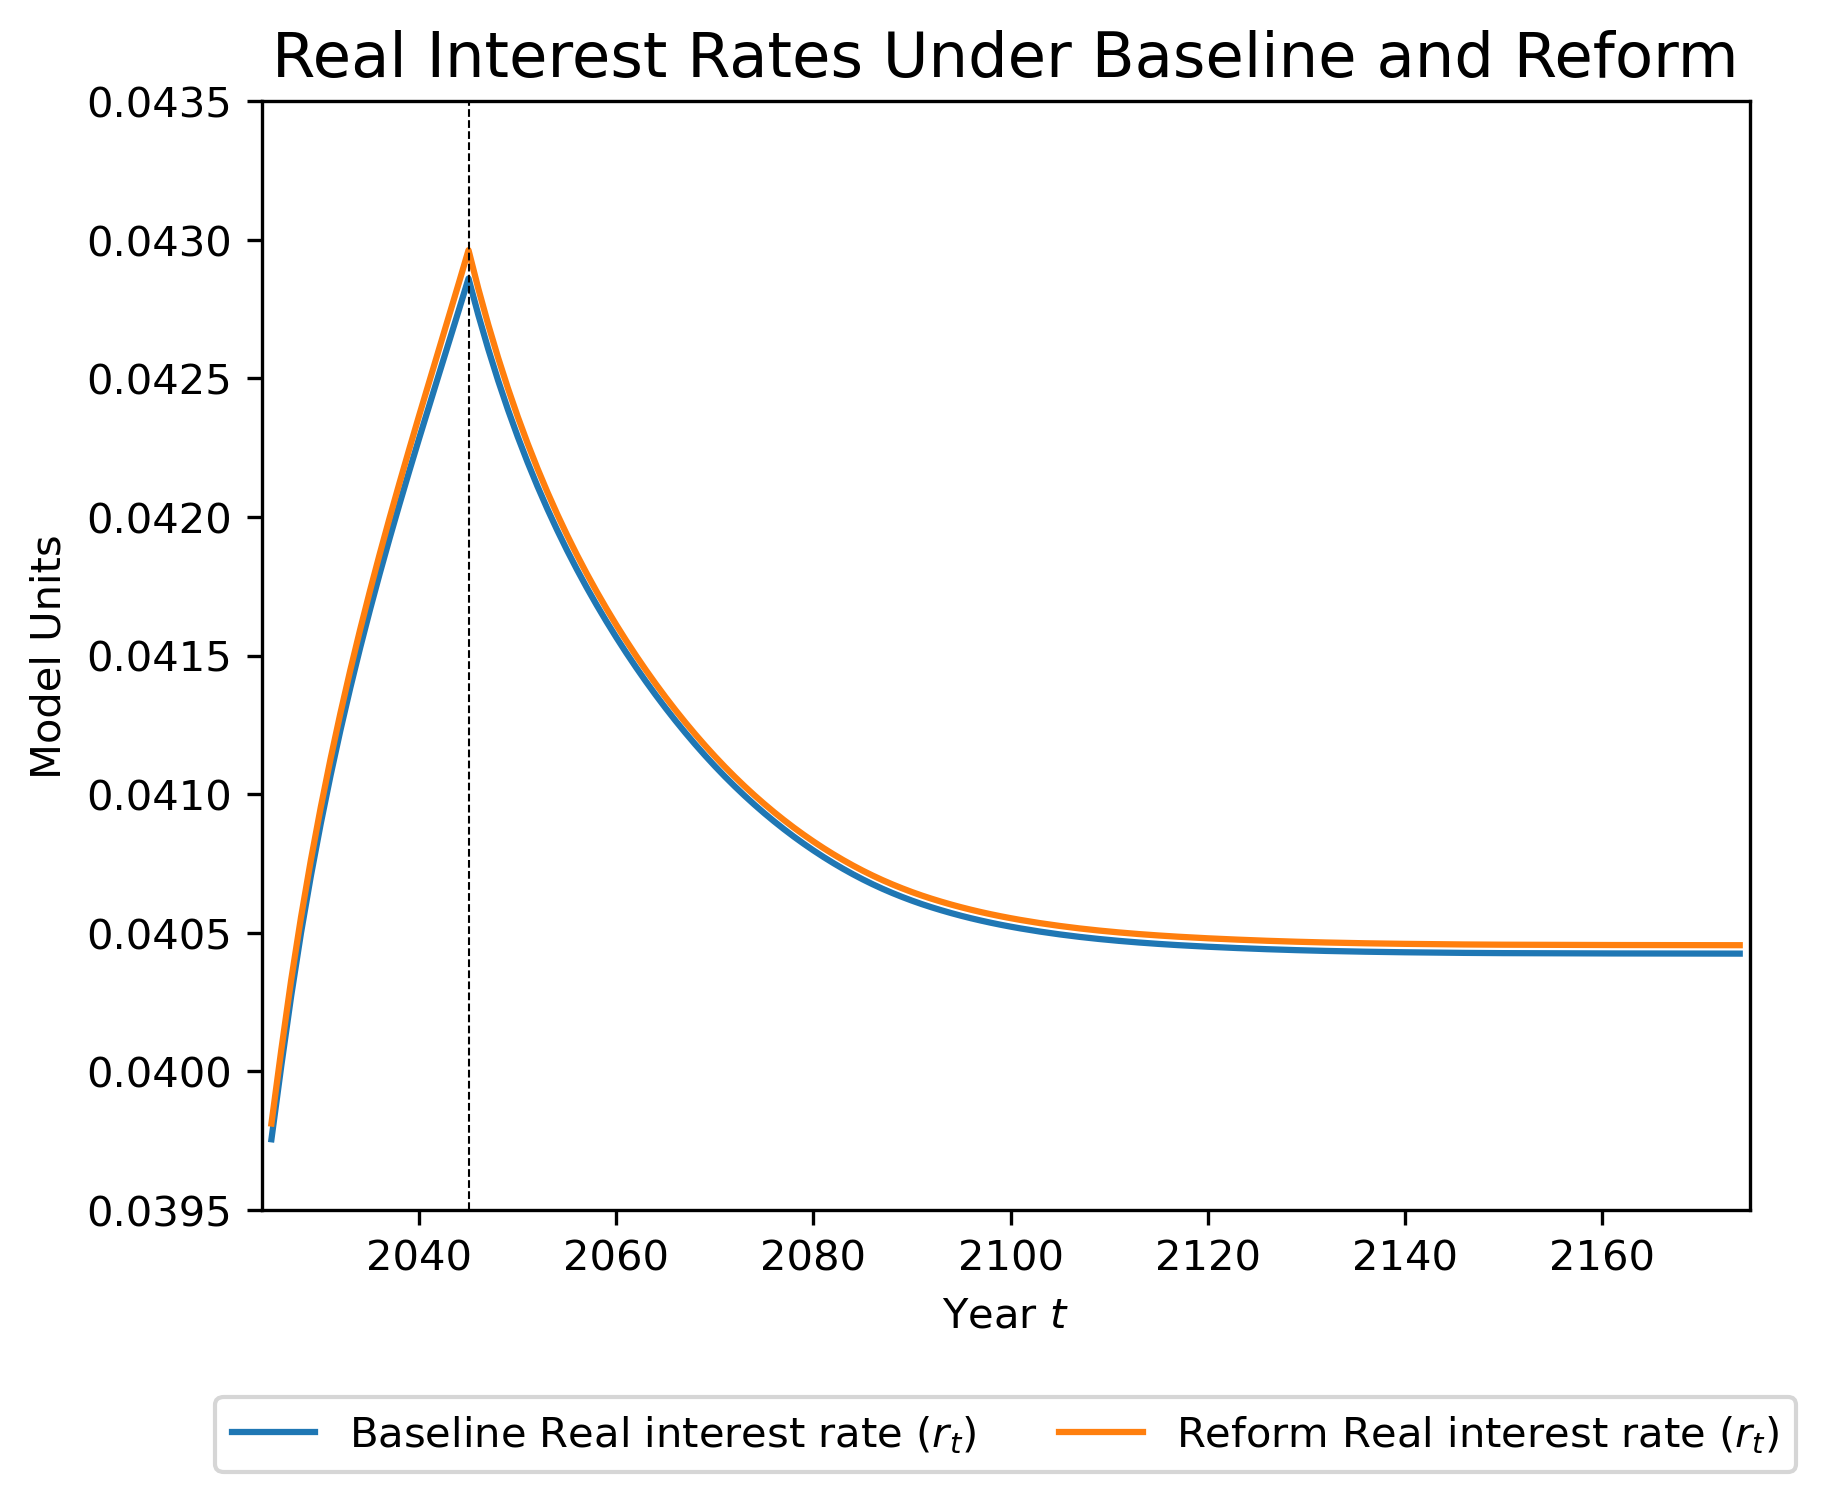 Real Interest Rates Under Baseline and Reform
0.0435
0.0430
0.0425
0.0420
0.0415
0.0410
0.0405
0.0400
0.0395
Model Units
2040 2060 2080 2100 2120 2140 2160
Year t
Baseline Real interest rate (rₜ) Reform Real interest rate (rₜ)